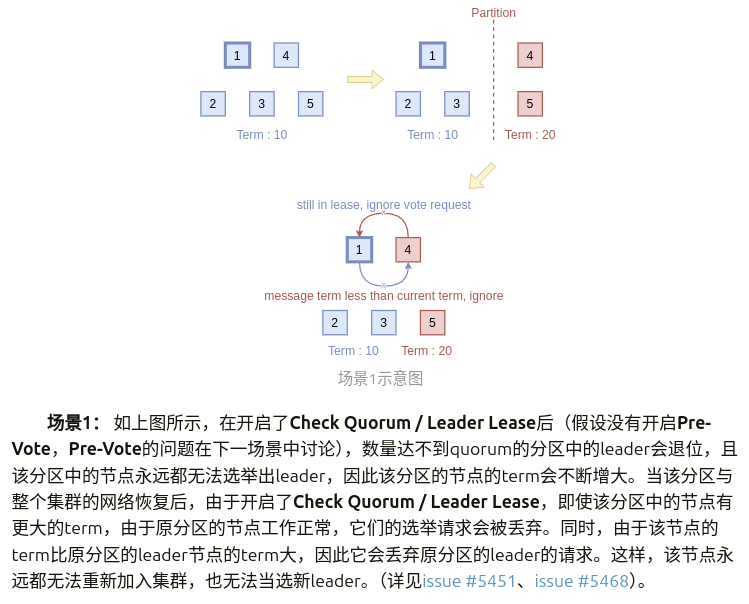 Partition
1 4 1 4
2 3 5 2 3 5
Term : 10 Term : 10 Term : 20
still in lease, ignore vote request
x
1 4
x
message term less than current term, ignore
2 3 5
Term : 10 Term : 20
场景1示意图
场景1： 如上图所示，在开启了Check Quorum / Leader Lease后（假设没有开启Pre-
Vote，Pre-Vote的问题在下一场景中讨论），数量达不到quorum的分区中的leader会退位，且
该分区中的节点永远都无法选举出leader，因此该分区的节点的term会不断增大。当该分区与
整个集群的网络恢复后，由于开启了Check Quorum / Leader Lease，即使该分区中的节点有
更大的term，由于原分区的节点工作正常，它们的选举请求会被丢弃。同时，由于该节点的
term比原分区的leader节点的term大，因此它会丢弃原分区的leader的请求。这样，该节点永
远都无法重新加入集群，也无法当选新leader。（详见issue #5451、issue #5468）。